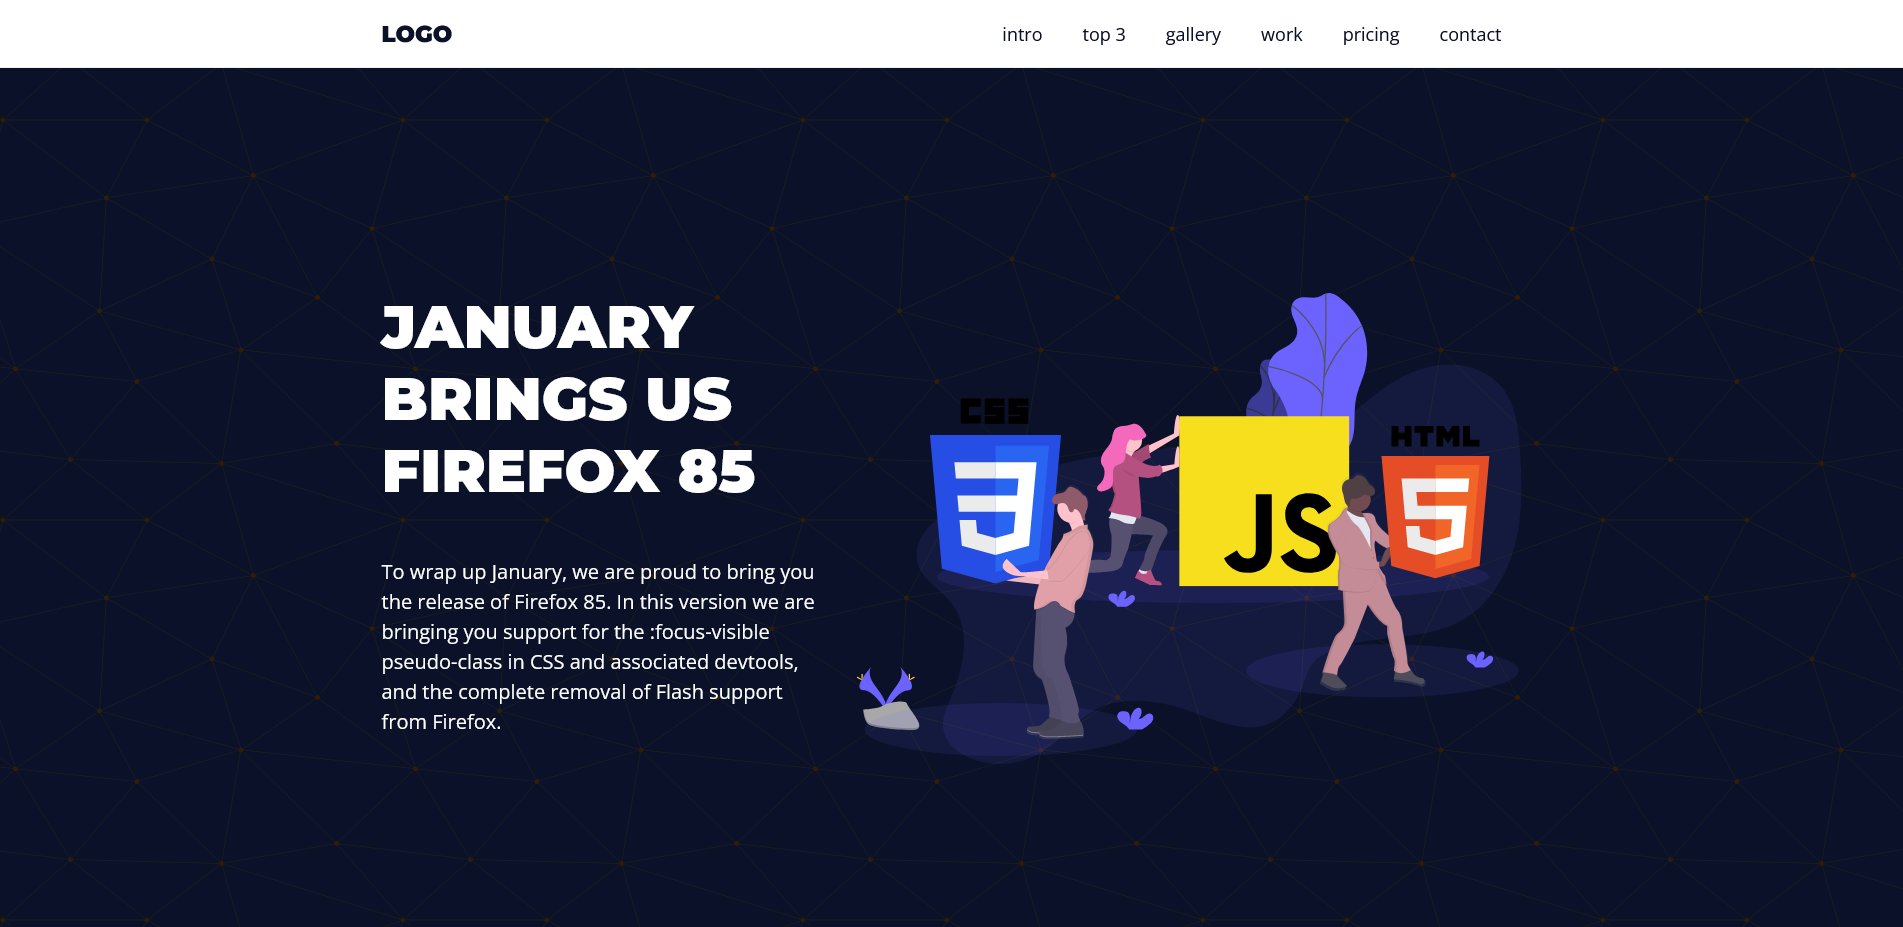 LOGO
intro top 3 gallery work pricing contact
JANUARY
BRINGS US
FIREFOX 85
To wrap up January, we are proud to bring you
the release of Firefox 85. In this version we are
bringing you support for the :focus-visible
pseudo-class in CSS and associated devtools,
and the complete removal of Flash support
from Firefox.
CSS
3
JS
HTML
5